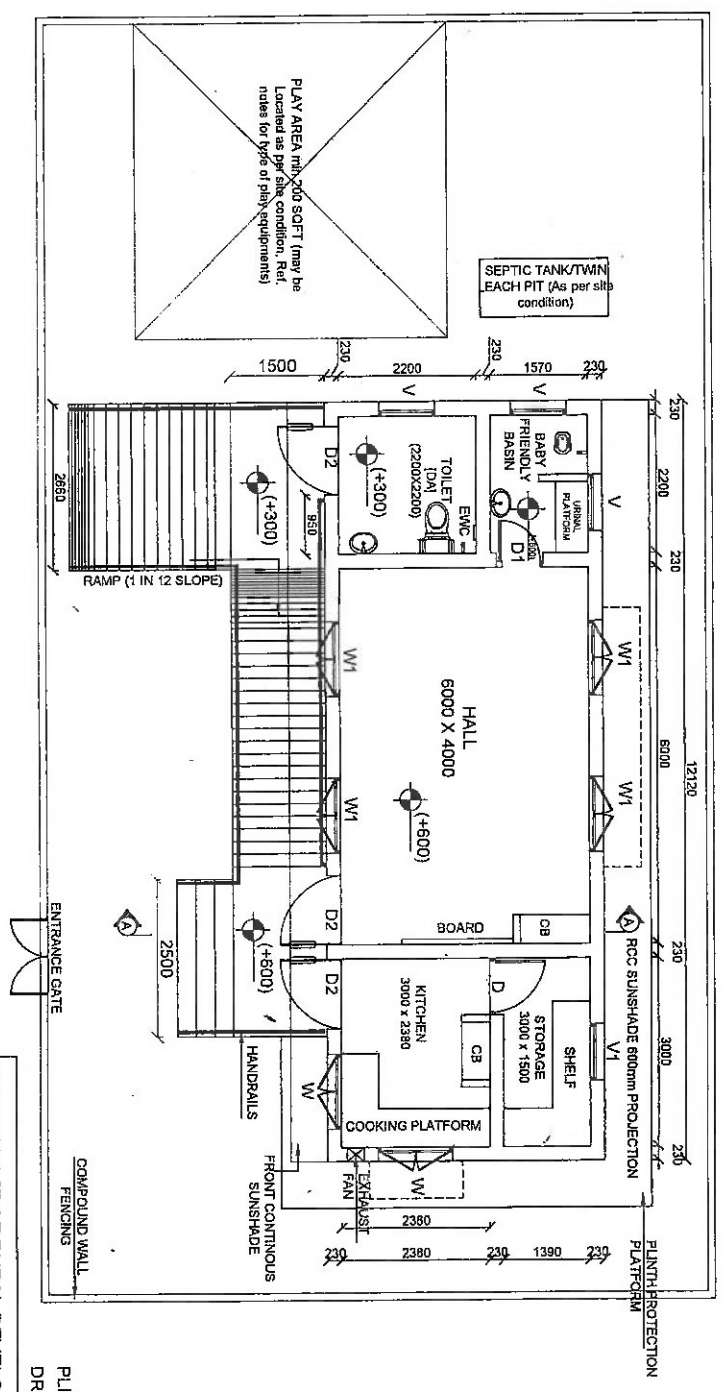 PLAY AREA min 200 SQFT (may be
Located as per site condition, Ref.
notes for type of play equipments)
SEPTIC TANK/TWIN
EACH PIT (As per site
condition)
1500
230
2200
230
1570
230
V
V
230
2200
230
6000
230
3000
230
12120
BABY
FRIENDLY
BASIN
URINAL
PLATFORM
V
D1
TOILET
(DA)
(2200X2200)
EWC
(+300)
D2
(+300)
950
2660
RAMP (1 IN 12 SLOPE)
W1
W1
W1
W1
HALL
6000 X 4000
(+600)
BOARD
CB
A
RCC SUNSHADE 600mm PROJECTION
D2
(+600)
2500
A
ENTRANCE GATE
D2
KITCHEN
3000 x 2380
D
CB
STORAGE
3000 x 1500
SHELF
V1
COOKING PLATFORM
W
W
HANDRAILS
EXHAUST
FAN
FRONT CONTINOUS
SUNSHADE
2380
230
2380
230
1390
230
PLINTH PROTECTION
PLATFORM
COMPOUND WALL
FENCING